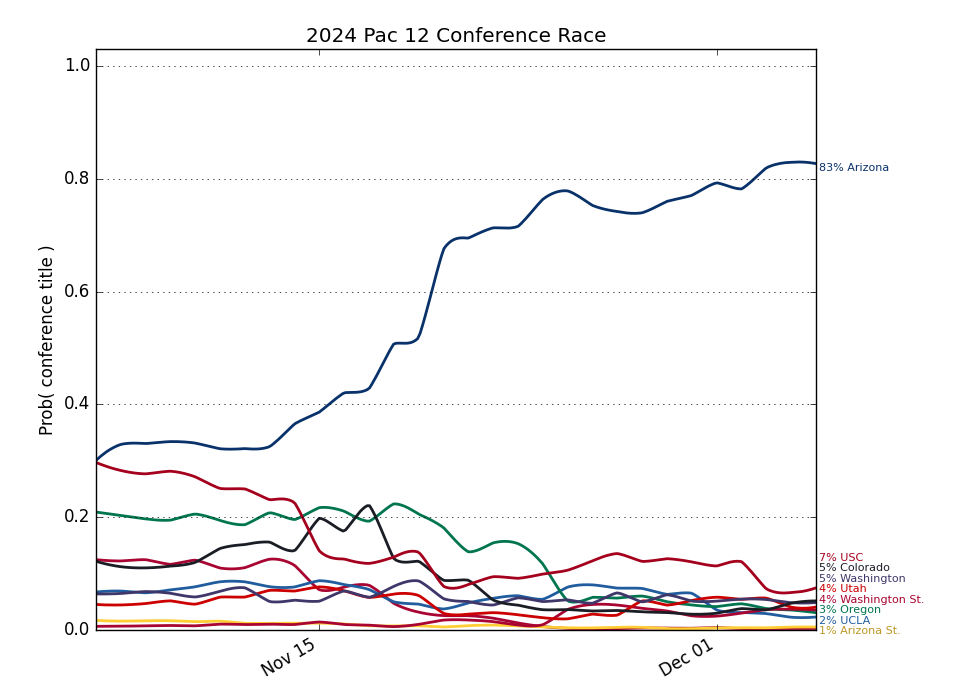 2024 Pac 12 Conference Race
Prob( conference title )
1.0
0.8
0.6
0.4
0.2
0.0
Nov 15
Dec 01
83% Arizona
7% USC
5% Colorado
5% Washington
4% Utah
4% Washington St.
3% Oregon
2% UCLA
1% Arizona St.